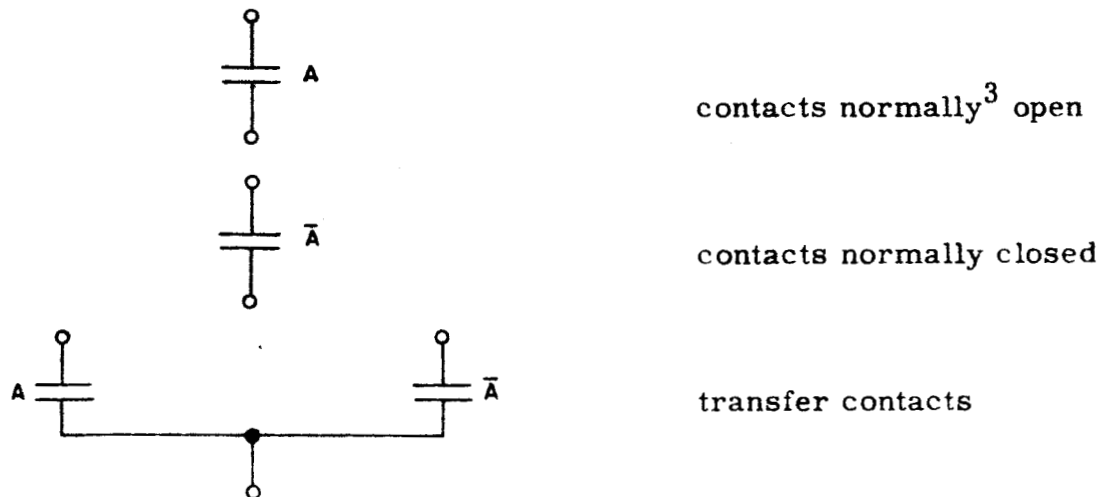 A
contacts normally³ open
Ā
contacts normally closed
A Ā
transfer contacts